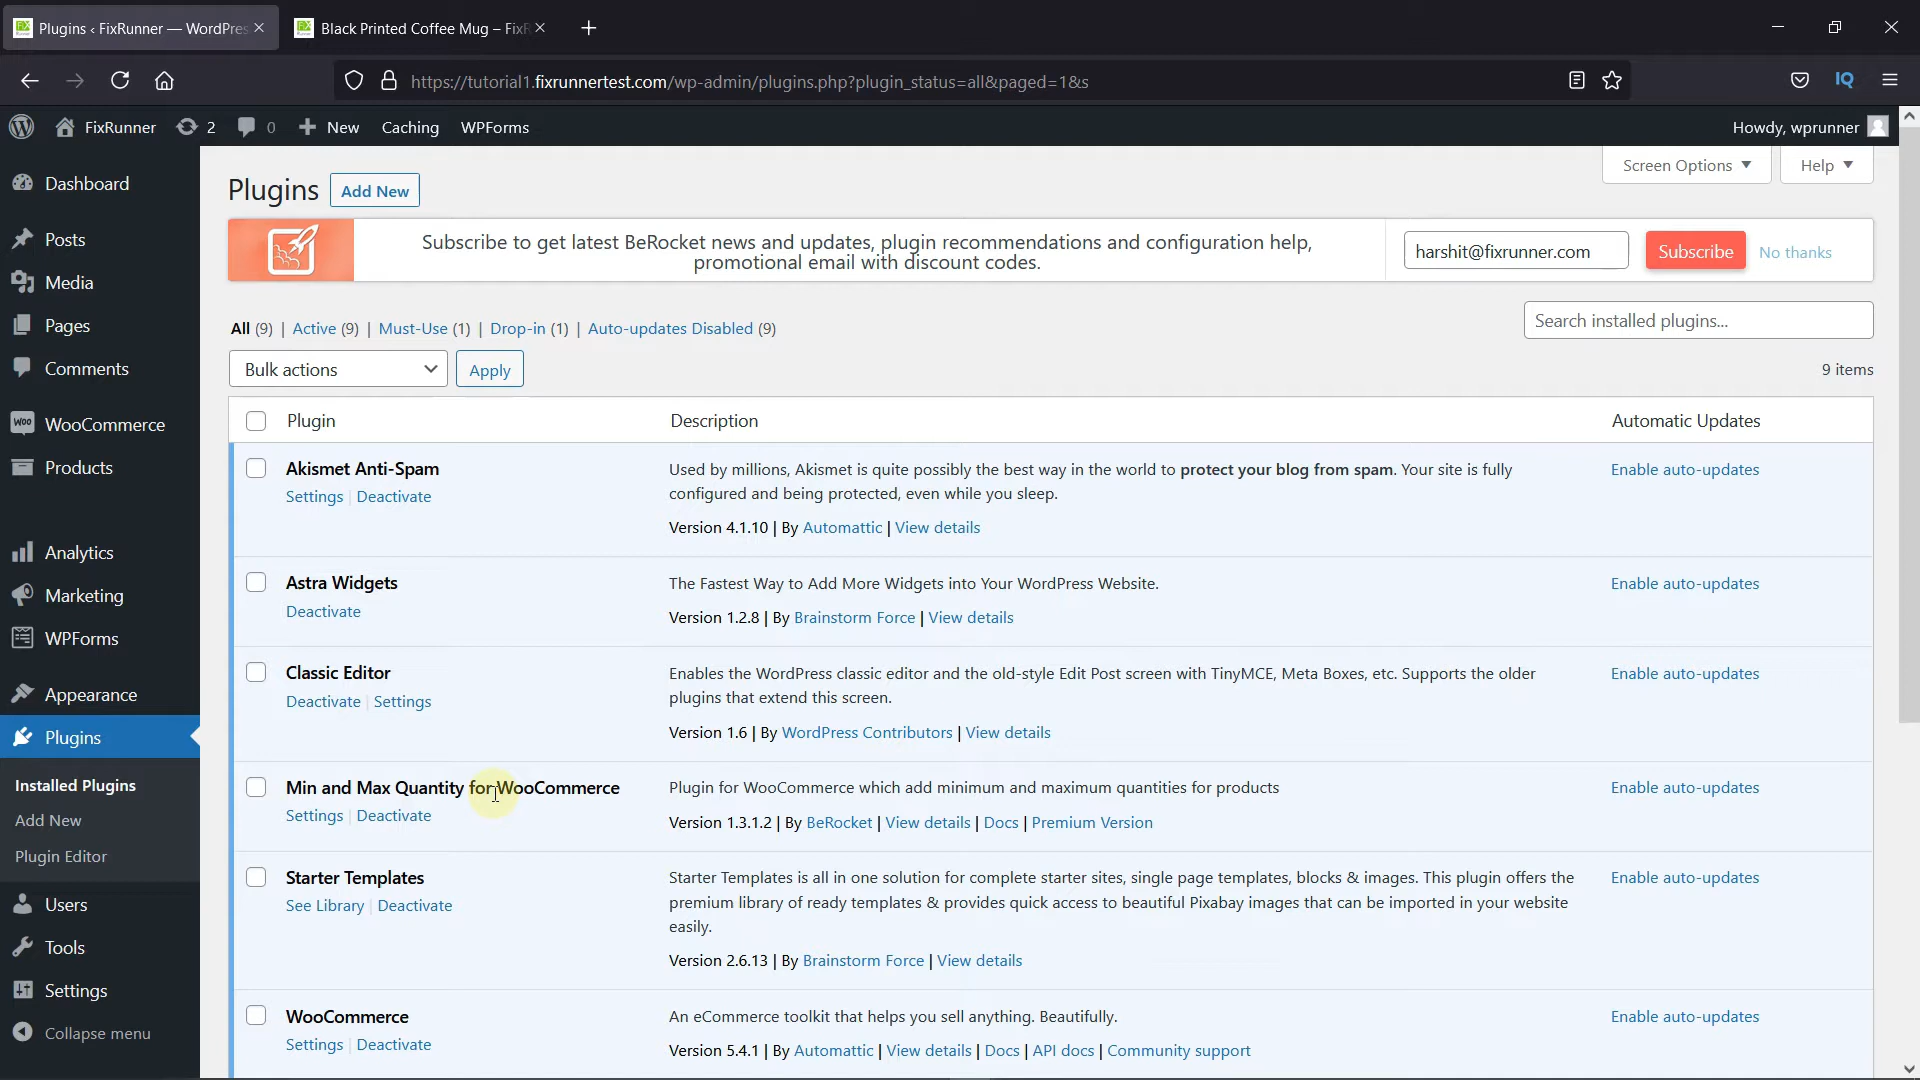 Plugins ‹ FixRunner — WordPres
Black Printed Coffee Mug – FixR
https://tutorial1.fixrunnertest.com/wp-admin/plugins.php?plugin_status=all&paged=1&s
IQ
FixRunner 2 0 New Caching WPForms
Howdy, wprunner
Dashboard
Posts
Media
Pages
Comments
Woo WooCommerce
Products
Analytics
Marketing
WPForms
Appearance
Plugins
Installed Plugins
Add New
Plugin Editor
Users
Tools
Settings
Collapse menu
Screen Options Help
Plugins Add New
Subscribe to get latest BeRocket news and updates, plugin recommendations and configuration help,
promotional email with discount codes.
harshit@fixrunner.com Subscribe No thanks
All (9) | Active (9) | Must-Use (1) | Drop-in (1) | Auto-updates Disabled (9)
Search installed plugins...
Bulk actions Apply
9 items
Plugin Description Automatic Updates
Akismet Anti-Spam
Settings | Deactivate
Used by millions, Akismet is quite possibly the best way in the world to protect your blog from spam. Your site is fully
configured and being protected, even while you sleep.
Version 4.1.10 | By Automattic | View details
Enable auto-updates
Astra Widgets
Deactivate
The Fastest Way to Add More Widgets into Your WordPress Website.
Version 1.2.8 | By Brainstorm Force | View details
Enable auto-updates
Classic Editor
Deactivate | Settings
Enables the WordPress classic editor and the old-style Edit Post screen with TinyMCE, Meta Boxes, etc. Supports the older
plugins that extend this screen.
Version 1.6 | By WordPress Contributors | View details
Enable auto-updates
Min and Max Quantity for WooCommerce
Settings | Deactivate
Plugin for WooCommerce which add minimum and maximum quantities for products
Version 1.3.1.2 | By BeRocket | View details | Docs | Premium Version
Enable auto-updates
Starter Templates
See Library | Deactivate
Starter Templates is all in one solution for complete starter sites, single page templates, blocks & images. This plugin offers the
premium library of ready templates & provides quick access to beautiful Pixabay images that can be imported in your website
easily.
Version 2.6.13 | By Brainstorm Force | View details
Enable auto-updates
WooCommerce
Settings | Deactivate
An eCommerce toolkit that helps you sell anything. Beautifully.
Version 5.4.1 | By Automattic | View details | Docs | API docs | Community support
Enable auto-updates